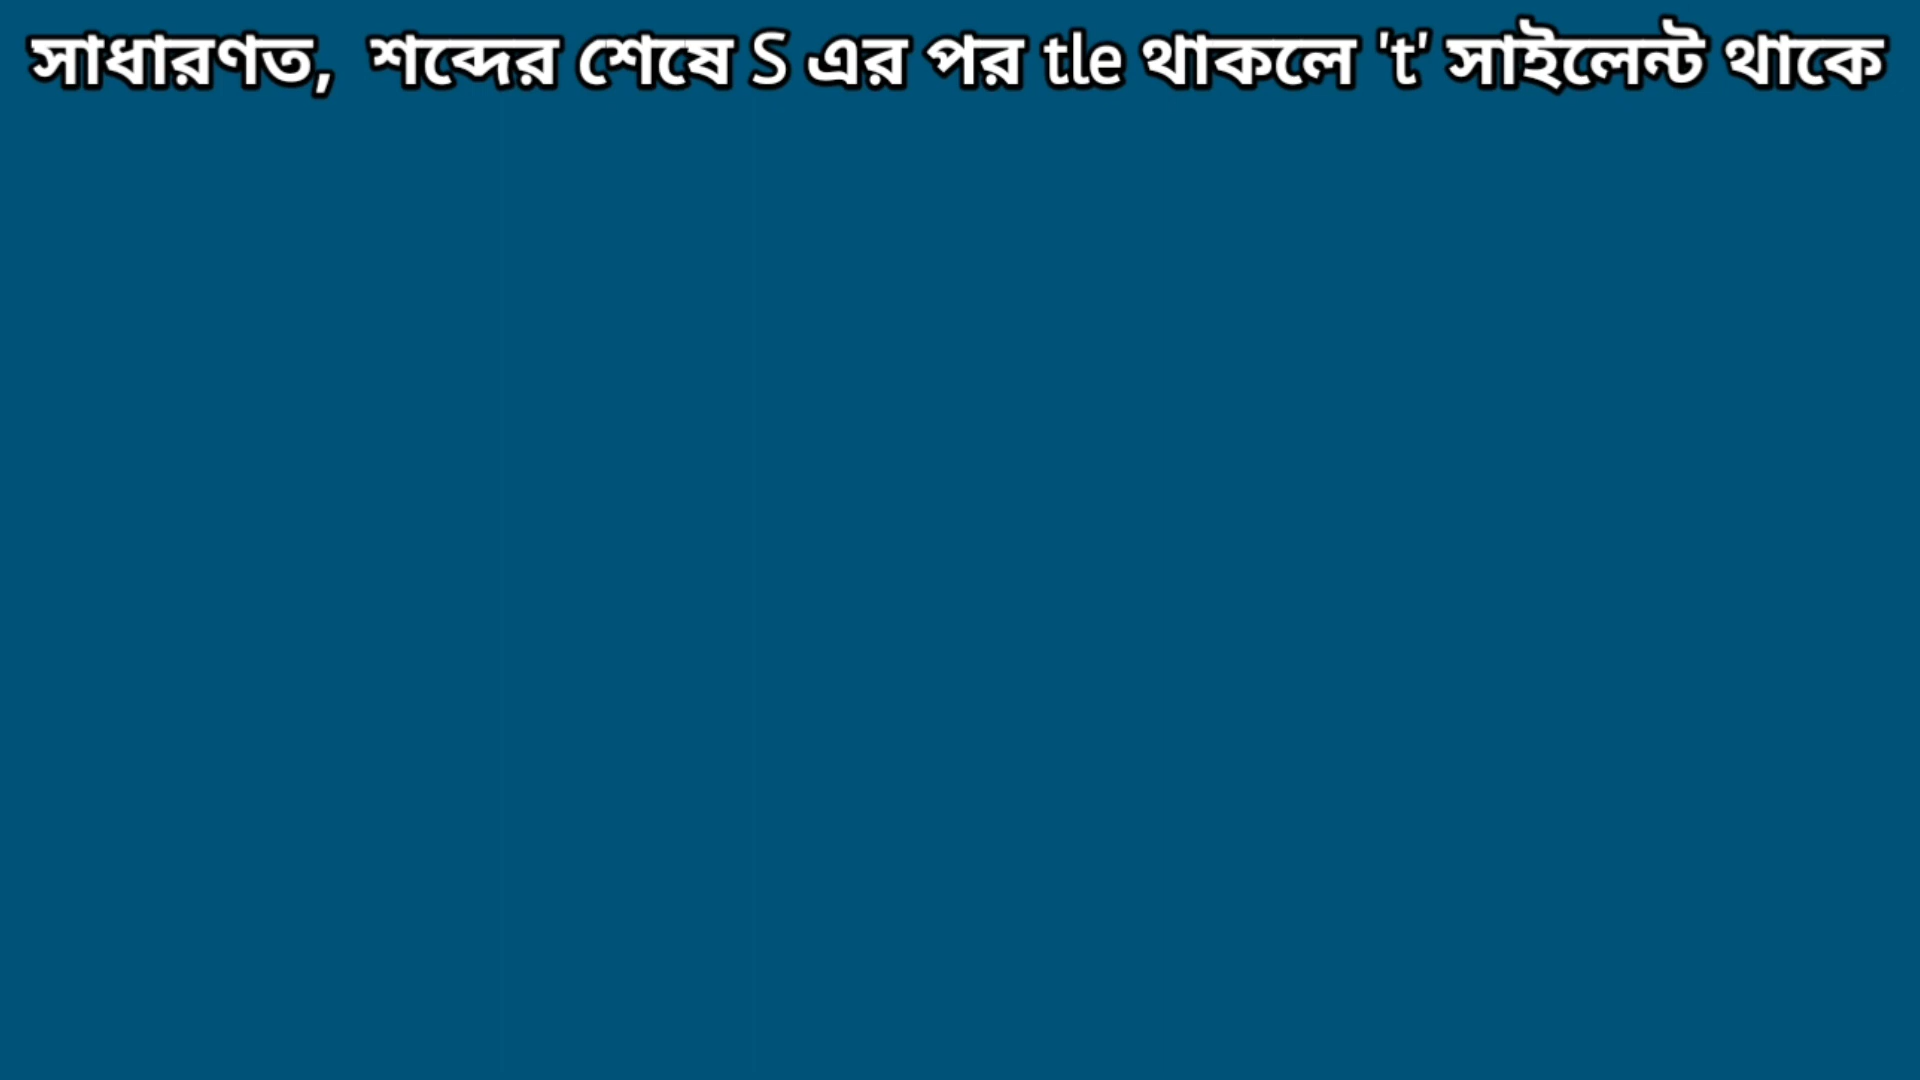 সাধারণত, শব্দের শেষে S এর পর tle থাকলে 't' সাইলেন্ট থাকে